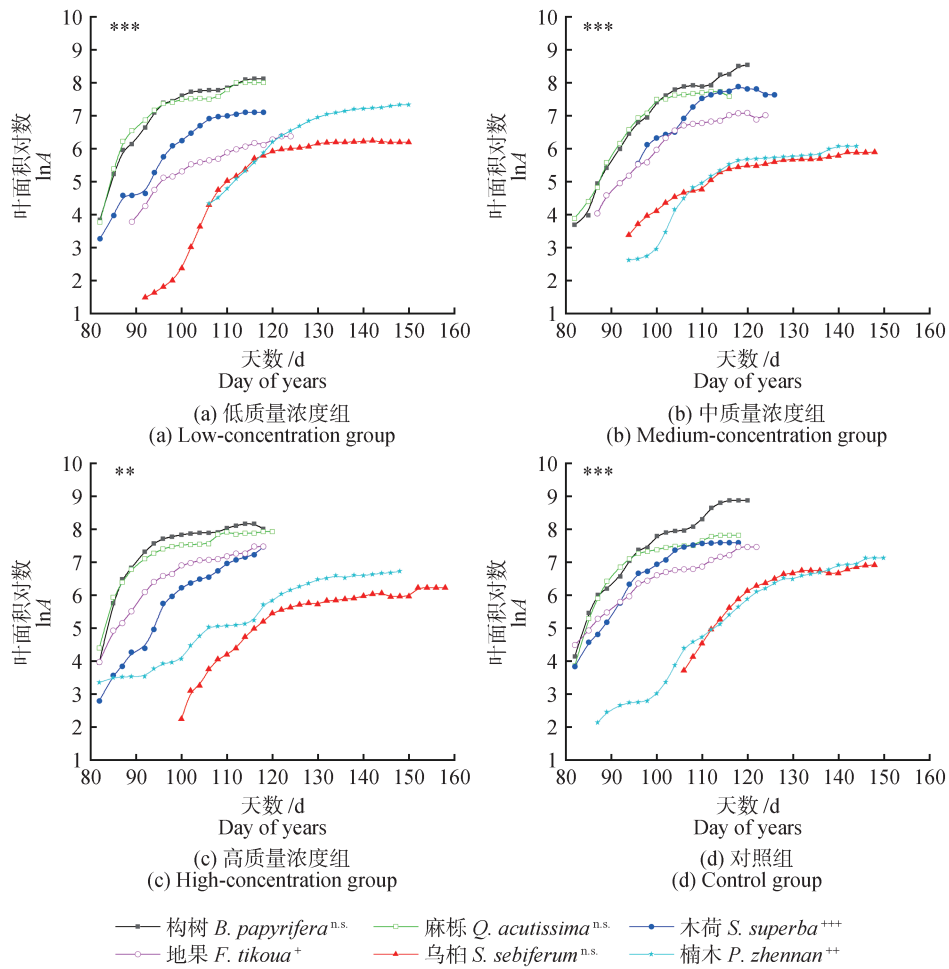 10
9
8
7
6
5
4
3
2
1
***
叶面积对数
lnA
80 90 100 110 120 130 140 150 160
天数 /d
Day of years
(a) 低质量浓度组
(a) Low-concentration group
10
9
8
7
6
5
4
3
2
1
***
叶面积对数
lnA
80 90 100 110 120 130 140 150 160
天数 /d
Day of years
(b) 中质量浓度组
(b) Medium-concentration group
10
9
8
7
6
5
4
3
2
1
**
叶面积对数
lnA
80 90 100 110 120 130 140 150 160
天数 /d
Day of years
(c) 高质量浓度组
(c) High-concentration group
10
9
8
7
6
5
4
3
2
1
***
叶面积对数
lnA
80 90 100 110 120 130 140 150 160
天数 /d
Day of years
(d) 对照组
(d) Control group
构树 B. papyrifera n.s. 麻栎 Q. acutissima n.s. 木荷 S. superba +++
地果 F. tikoua + 乌桕 S. sebiferum n.s. 楠木 P. zhennan ++